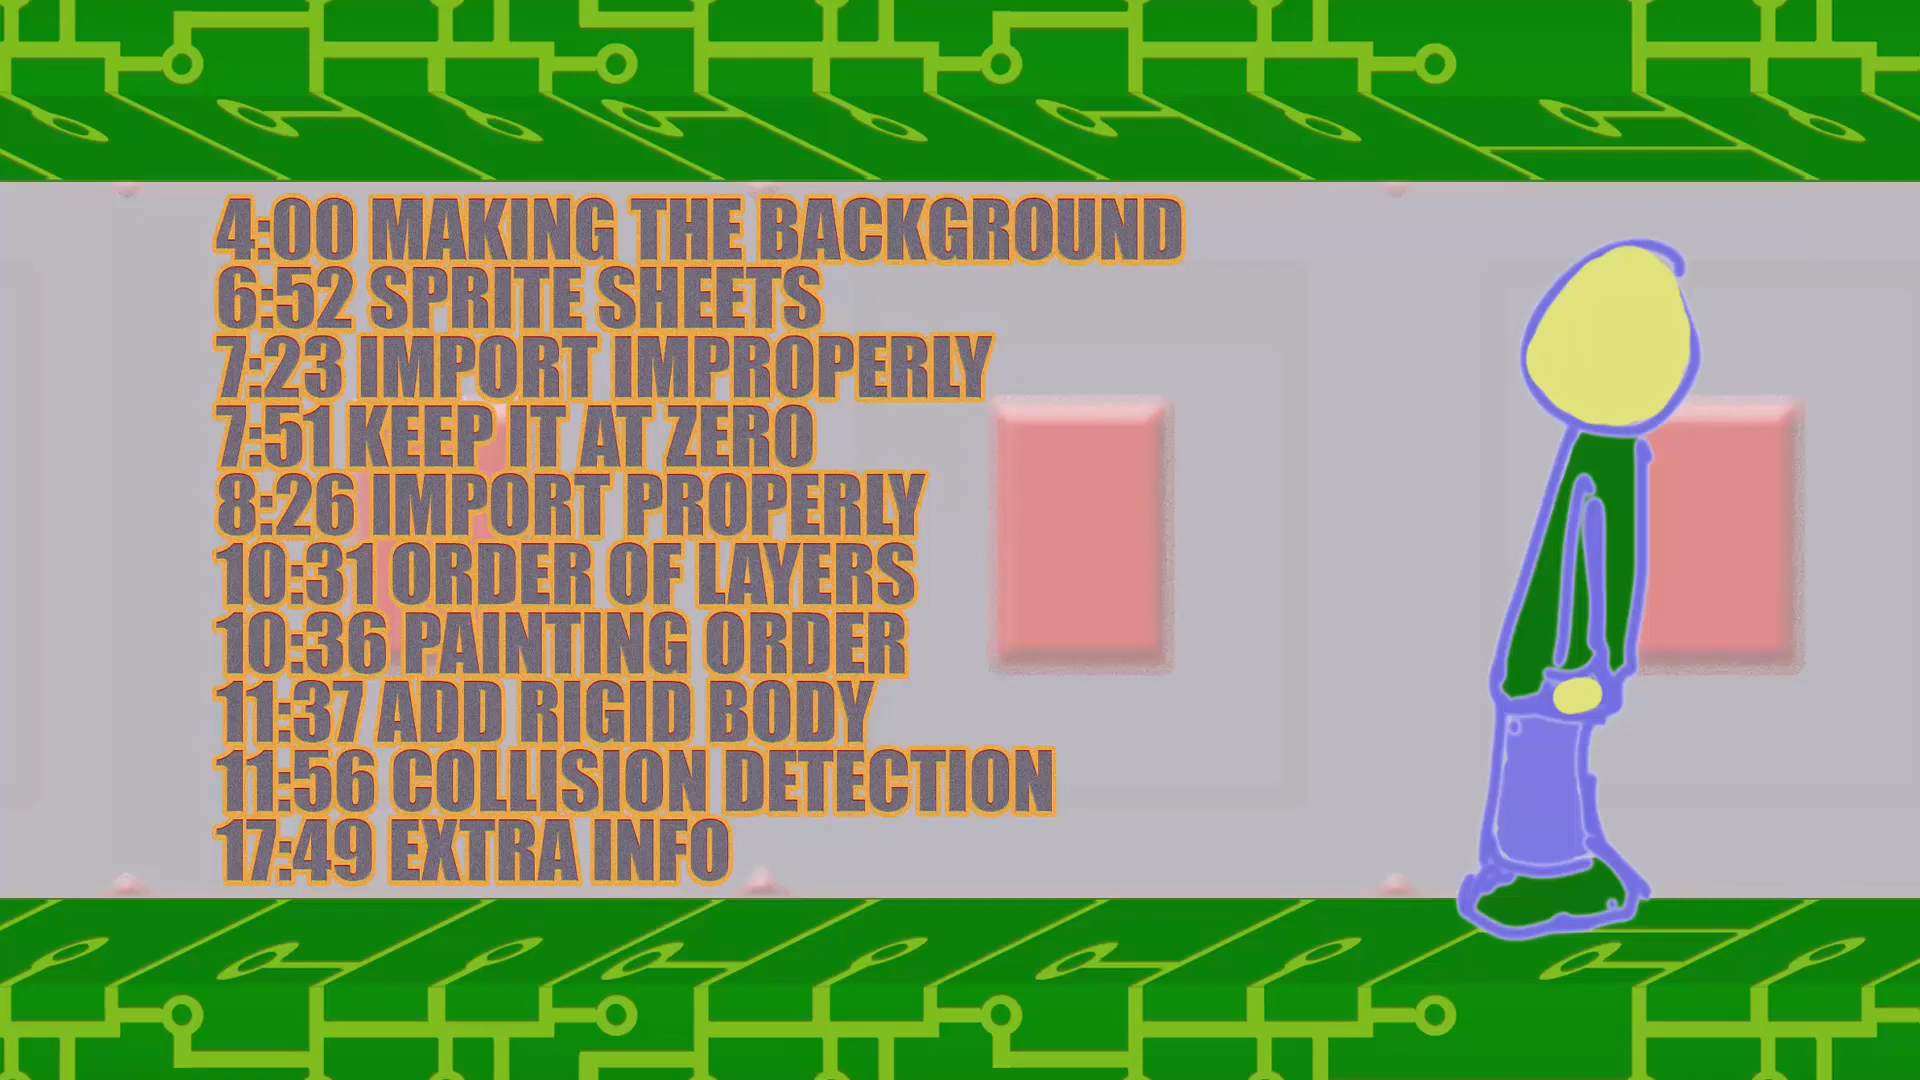 4:00 MAKING THE BACKGROUND
6:52 SPRITE SHEETS
7:23 IMPORT IMPROPERLY
7:51 KEEP IT AT ZERO
8:26 IMPORT PROPERLY
10:31 ORDER OF LAYERS
10:36 PAINTING ORDER
11:37 ADD RIGID BODY
11:56 COLLISION DETECTION
17:49 EXTRA INFO